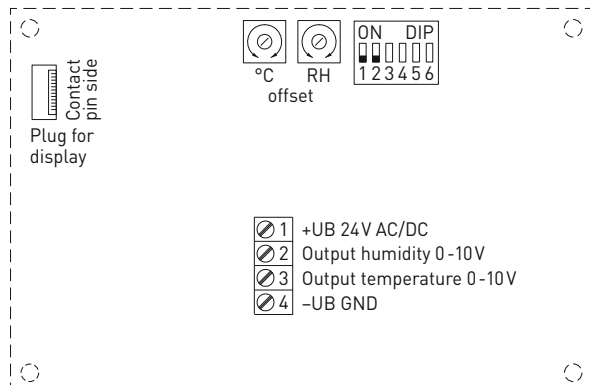 ON DIP
1 2 3 4 5 6
°C RH
offset
Contact
pin side
Plug for
display
1 +UB 24V AC/DC
2 Output humidity 0-10V
3 Output temperature 0-10V
4 –UB GND